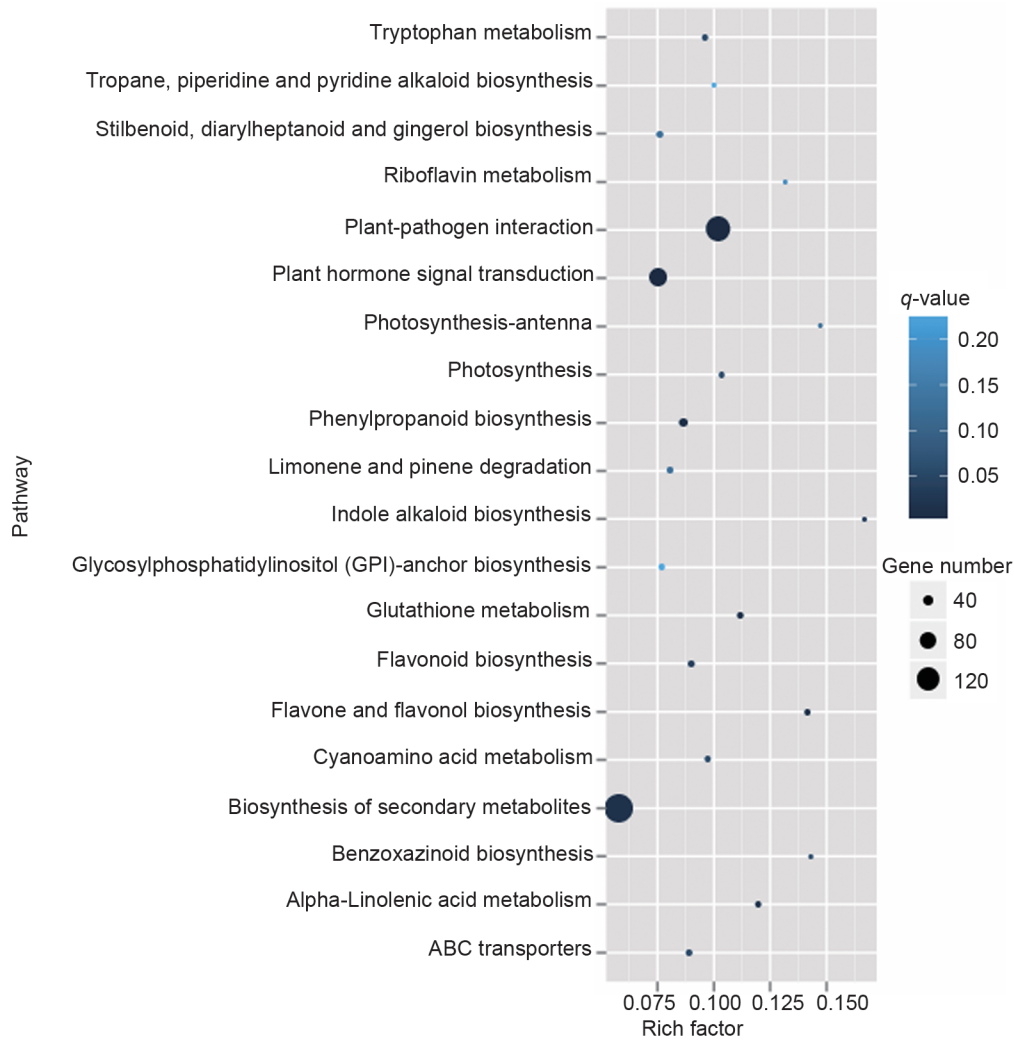 Tryptophan metabolism
Tropane, piperidine and pyridine alkaloid biosynthesis
Stilbenoid, diarylheptanoid and gingerol biosynthesis
Riboflavin metabolism
Plant-pathogen interaction
Plant hormone signal transduction
Photosynthesis-antenna
Photosynthesis
Phenylpropanoid biosynthesis
Limonene and pinene degradation
Indole alkaloid biosynthesis
Glycosylphosphatidylinositol (GPI)-anchor biosynthesis
Glutathione metabolism
Flavonoid biosynthesis
Flavone and flavonol biosynthesis
Cyanoamino acid metabolism
Biosynthesis of secondary metabolites
Benzoxazinoid biosynthesis
Alpha-Linolenic acid metabolism
ABC transporters
Pathway
0.075 0.100 0.125 0.150
Rich factor
q-value
0.20
0.15
0.10
0.05
Gene number
40
80
120